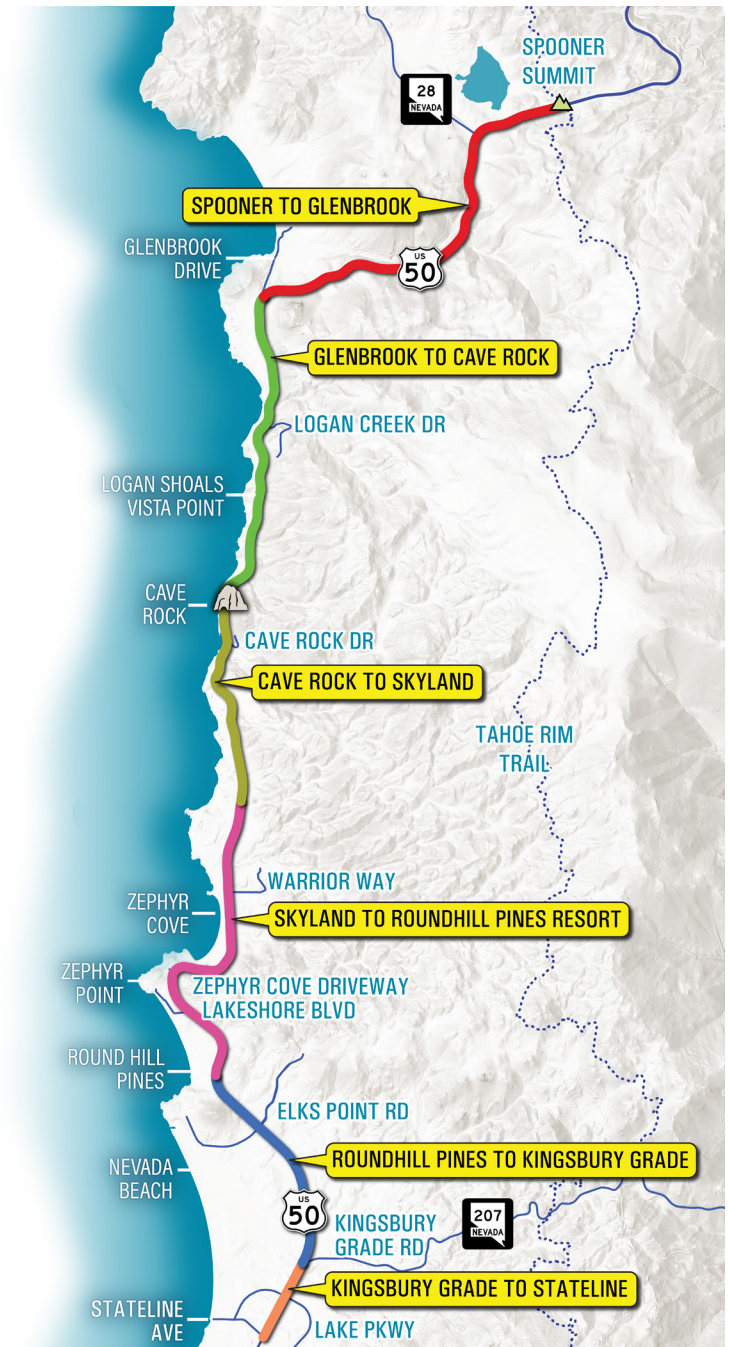 SPOONER
SUMMIT
28
NEVADA
SPOONER TO GLENBROOK
GLENBROOK
DRIVE
US
50
GLENBROOK TO CAVE ROCK
LOGAN CREEK DR
LOGAN SHOALS
VISTA POINT
CAVE
ROCK
CAVE ROCK DR
CAVE ROCK TO SKYLAND
TAHOE RIM
TRAIL
WARRIOR WAY
ZEPHYR
COVE
SKYLAND TO ROUNDHILL PINES RESORT
ZEPHYR
POINT
ZEPHYR COVE DRIVEWAY
LAKESHORE BLVD
ROUND HILL
PINES
ELKS POINT RD
ROUNDHILL PINES TO KINGSBURY GRADE
NEVADA
BEACH
US
50
KINGSBURY
GRADE RD
207
NEVADA
KINGSBURY GRADE TO STATELINE
STATELINE
AVE
LAKE PKWY